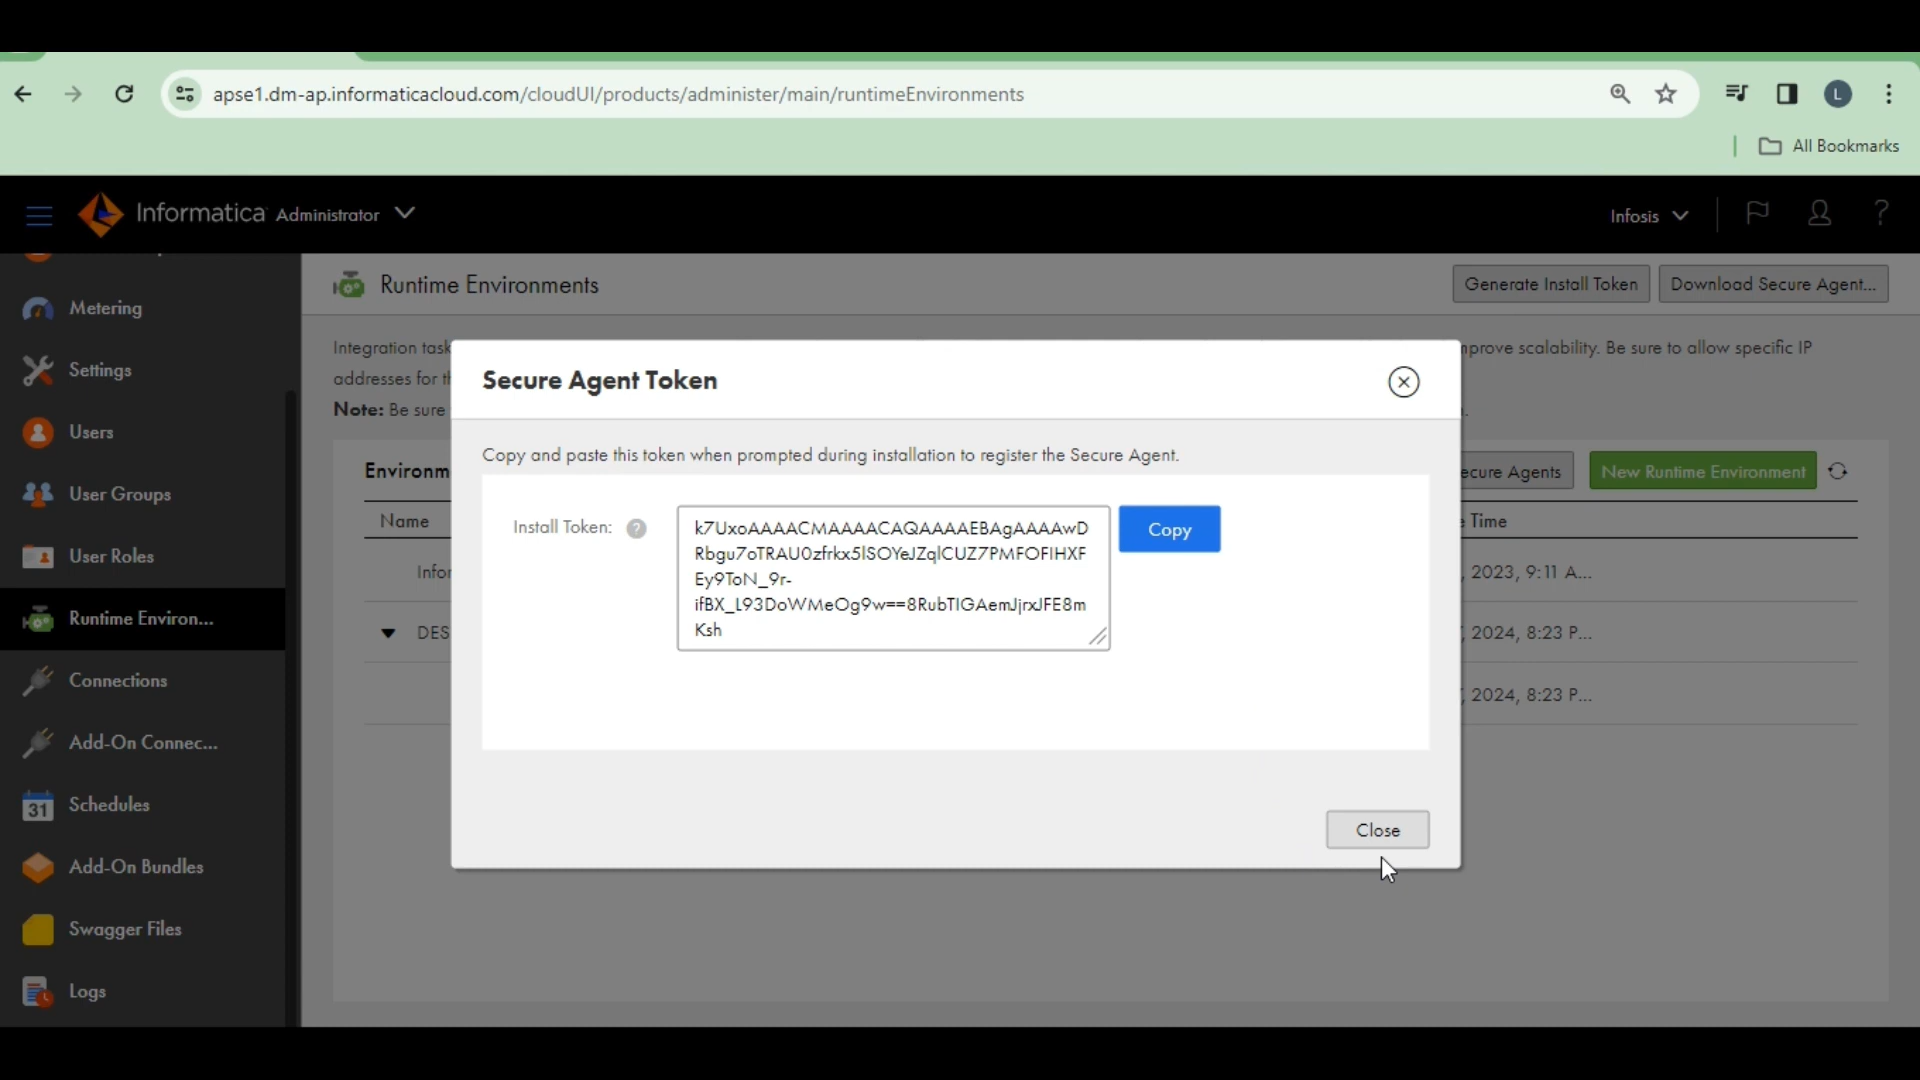 apse1.dm-ap.informaticacloud.com/cloudUI/products/administer/main/runtimeEnvironments
L
All Bookmarks
Informatica Administrator
Infosis
?
Metering
Settings
Users
User Groups
User Roles
Runtime Environ...
Connections
Add-On Connec...
31 Schedules
Add-On Bundles
Swagger Files
Logs
Runtime Environments
Generate Install Token
Download Secure Agent...
Integration task
mprove scalability. Be sure to allow specific IP
addresses for th
Note: Be sure
Environm
ecure Agents
New Runtime Environment
Name
Time
Infor
, 2023, 9:11 A...
DES
, 2024, 8:23 P...
, 2024, 8:23 P...
Secure Agent Token
Copy and paste this token when prompted during installation to register the Secure Agent.
Install Token: ?
k7UxoAAAACMAAAACAQAAAAEBAgAAAAwD
Rbgu7oTRAU0zfrkx5lSOYeJZqlCUZ7PMFOFIHXF
Ey9ToN_9r-
ifBX_L93DoWMeOg9w==8RubTIGAemJjrxJFE8m
Ksh
Copy
Close